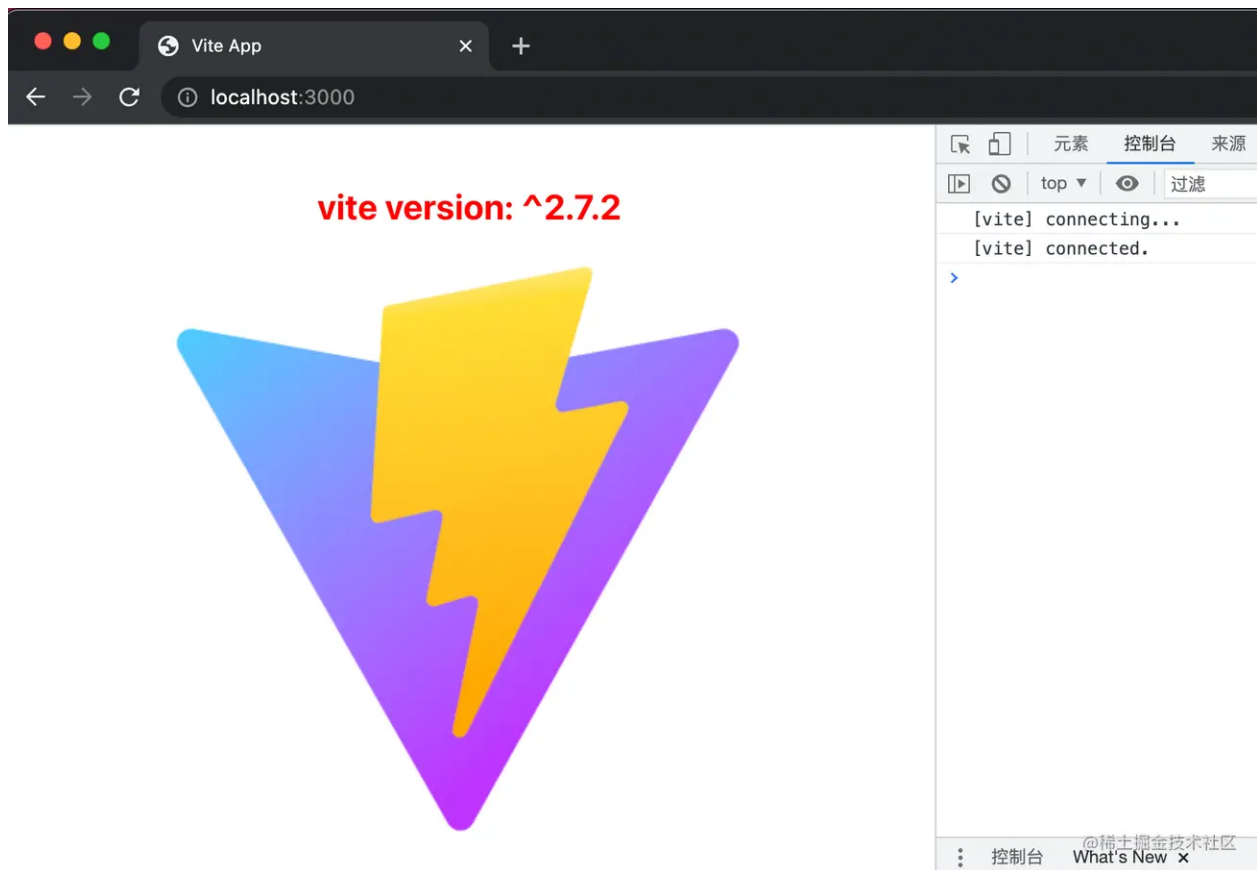 Vite App
localhost:3000
元素 控制台 来源
top 过滤
vite version: ^2.7.2
[vite] connecting...
[vite] connected.
@稀土掘金技术社区
控制台 What's New